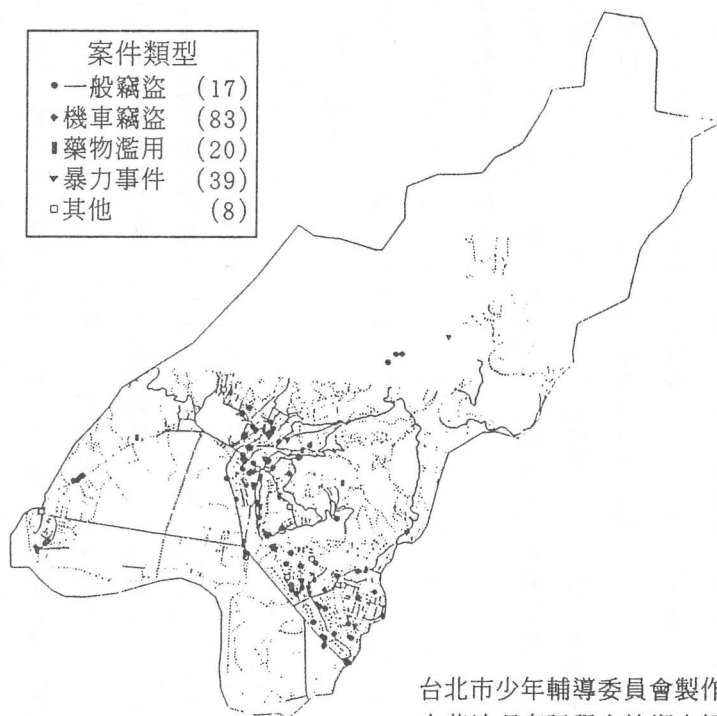 案件類型
•一般竊盜 (17)
◆機車竊盜 (83)
▮藥物濫用 (20)
▼暴力事件 (39)
□其他 (8)
台北市少年輔導委員會製作